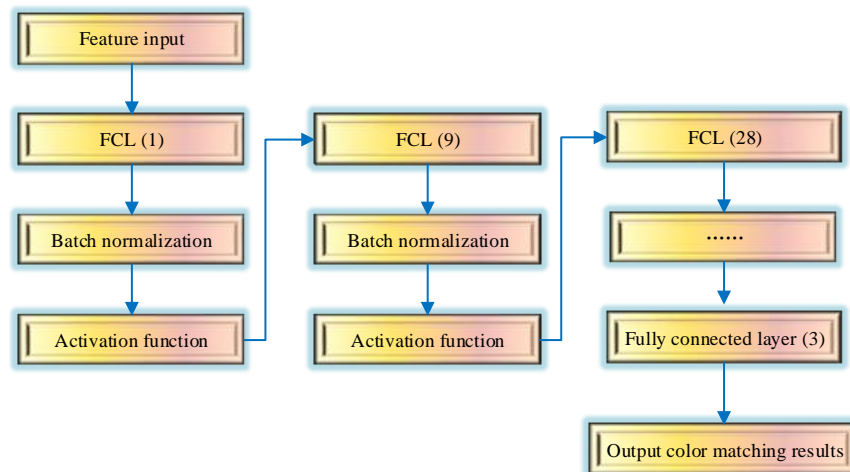 Feature input
FCL (1)
Batch normalization
Activation function
FCL (9)
Batch normalization
Activation function
FCL (28)
......
Fully connected layer (3)
Output color matching results